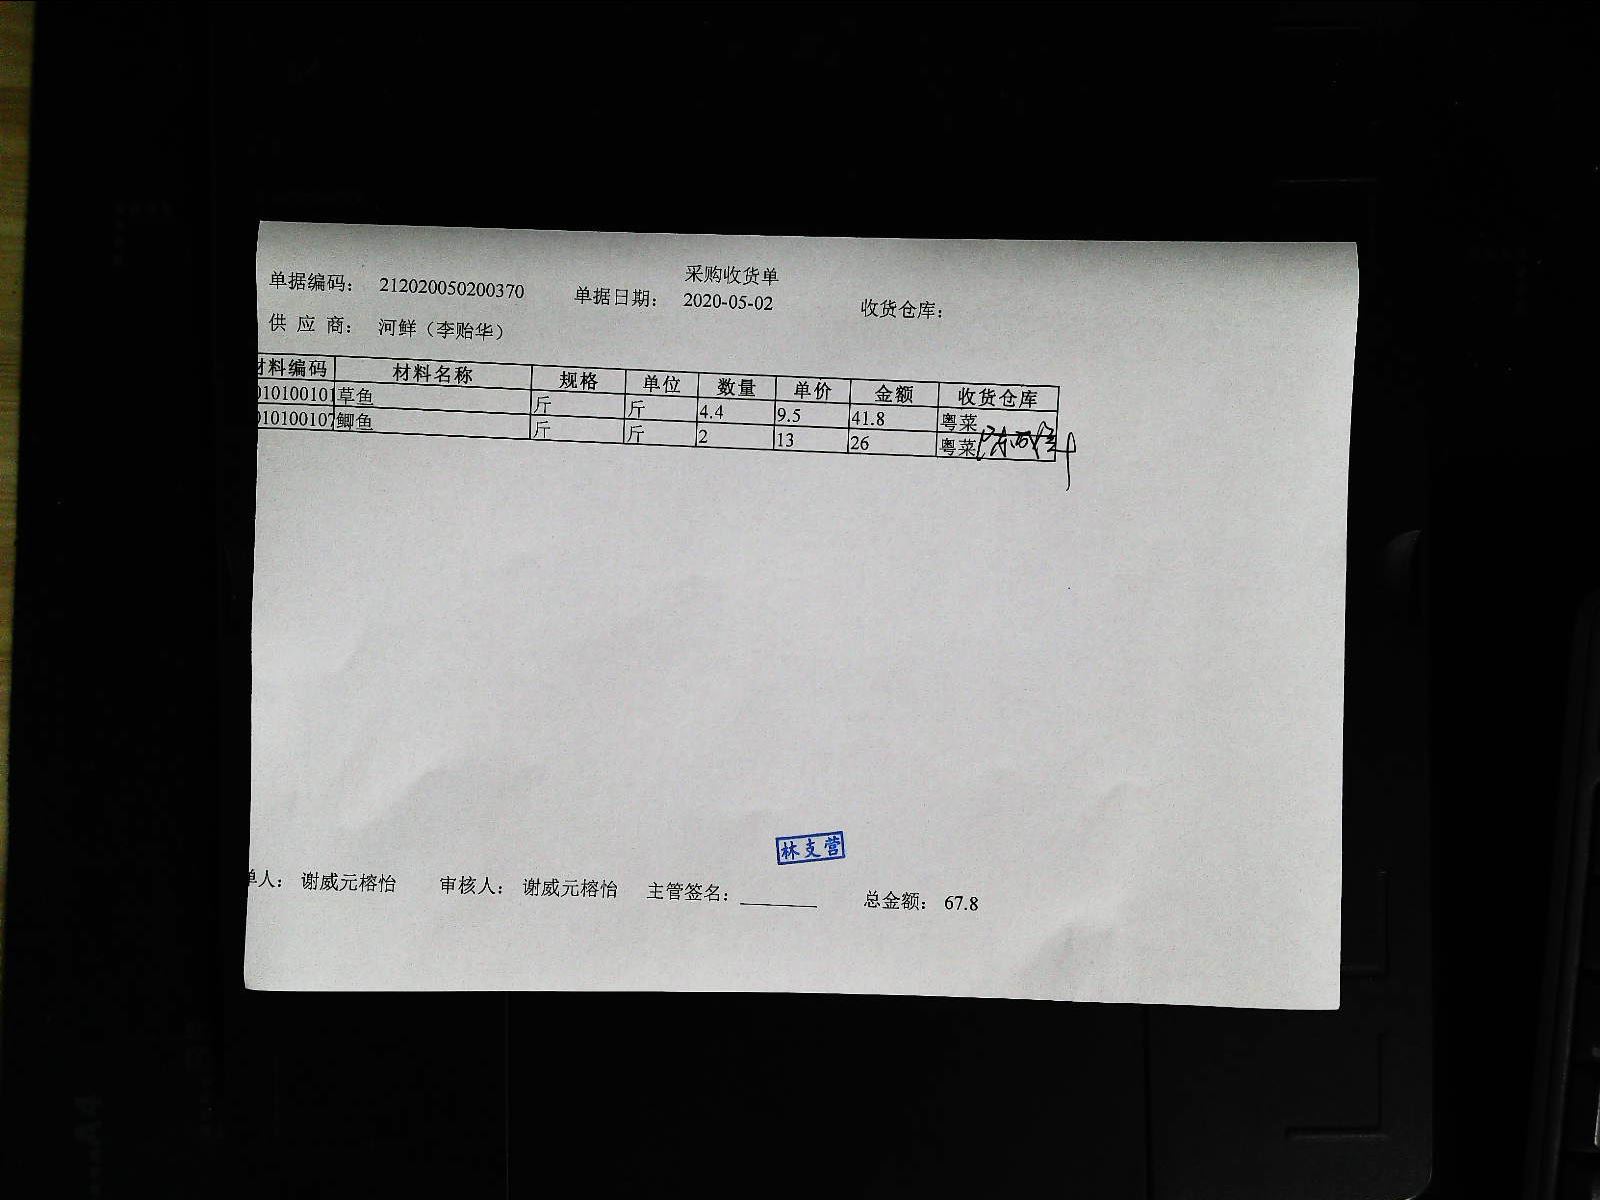 采购收货单
单据编码： 212020050200370 单据日期： 2020-05-02 收货仓库：
供 应 商： 河鲜（李贻华）
材料编码 材料名称 规格 单位 数量 单价 金额 收货仓库
010100101 草鱼 斤 斤 4.4 9.5 41.8 粤菜
010100107 鲫鱼 斤 斤 2 13 26 粤菜
林支营
单人： 谢威元榕怡 审核人： 谢威元榕怡 主管签名：________ 总金额： 67.8